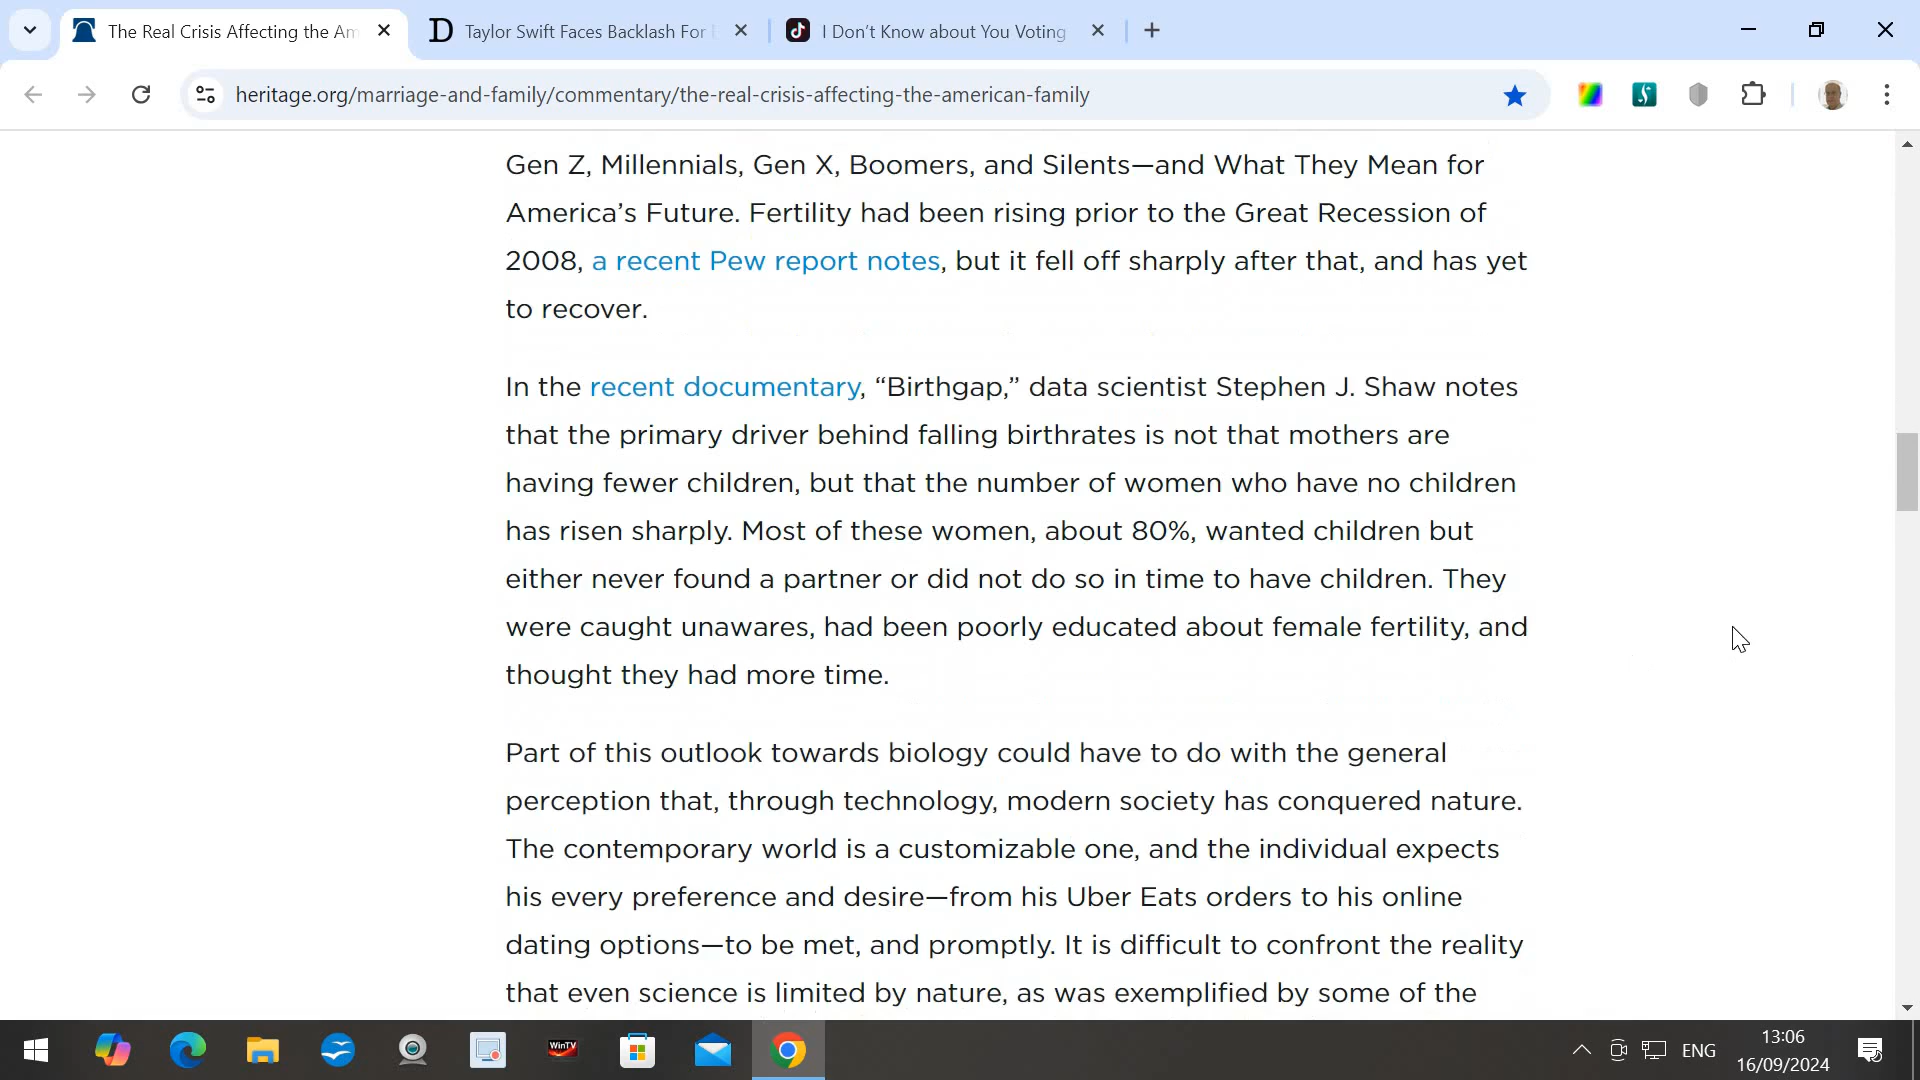 The Real Crisis Affecting the Am
Taylor Swift Faces Backlash For
I Don’t Know about You Voting
heritage.org/marriage-and-family/commentary/the-real-crisis-affecting-the-american-family
Gen Z, Millennials, Gen X, Boomers, and Silents—and What They Mean for
America’s Future. Fertility had been rising prior to the Great Recession of
2008, a recent Pew report notes, but it fell off sharply after that, and has yet
to recover.
In the recent documentary, “Birthgap,” data scientist Stephen J. Shaw notes
that the primary driver behind falling birthrates is not that mothers are
having fewer children, but that the number of women who have no children
has risen sharply. Most of these women, about 80%, wanted children but
either never found a partner or did not do so in time to have children. They
were caught unawares, had been poorly educated about female fertility, and
thought they had more time.
Part of this outlook towards biology could have to do with the general
perception that, through technology, modern society has conquered nature.
The contemporary world is a customizable one, and the individual expects
his every preference and desire—from his Uber Eats orders to his online
dating options—to be met, and promptly. It is difficult to confront the reality
that even science is limited by nature, as was exemplified by some of the
WinTV
ENG
13:06
16/09/2024